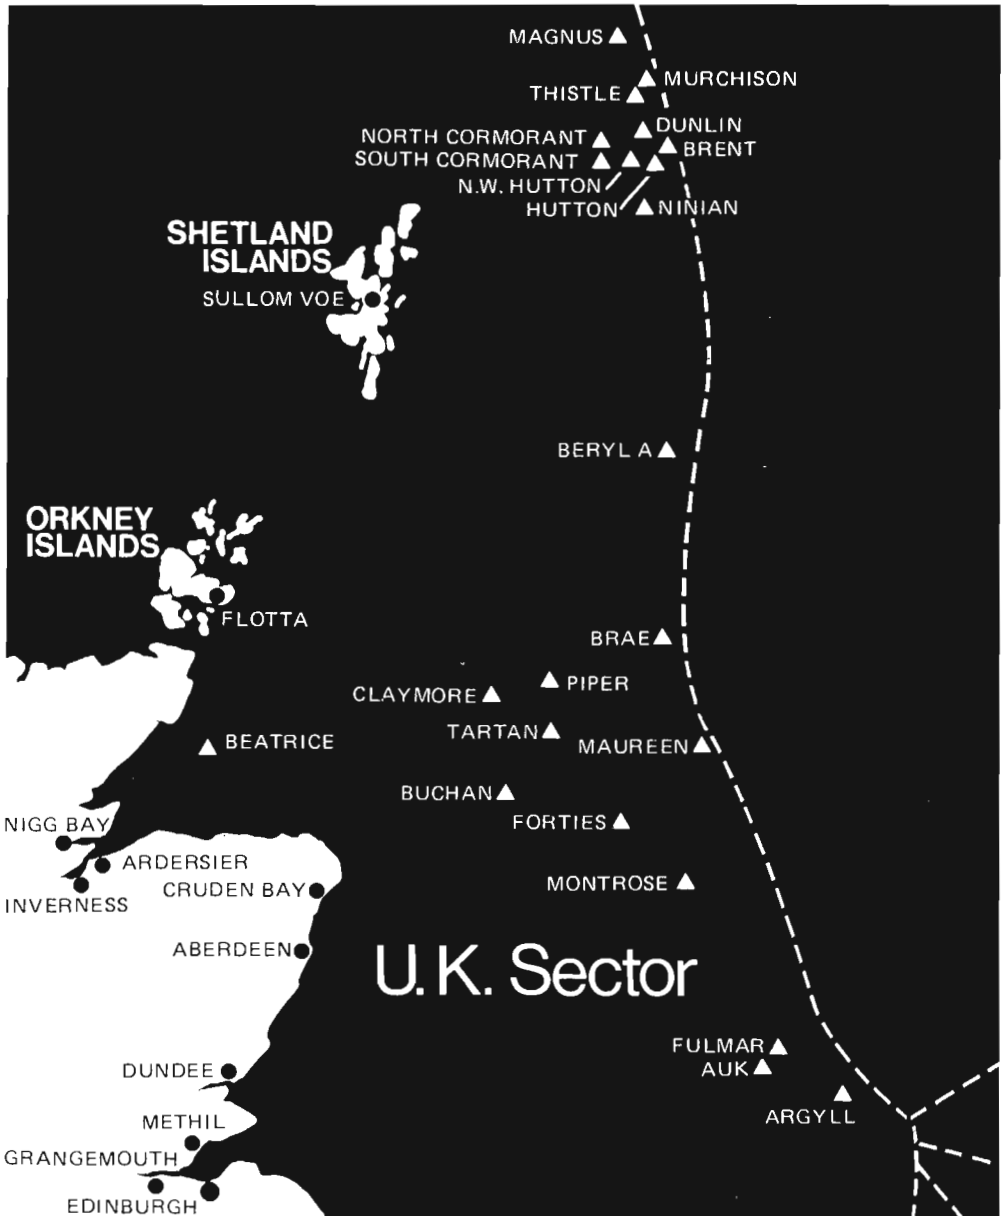 MAGNUS
MURCHISON
THISTLE
DUNLIN
NORTH CORMORANT
BRENT
SOUTH CORMORANT
N.W. HUTTON
HUTTON
NINIAN
SHETLAND
ISLANDS
SULLOM VOE
BERYL A
ORKNEY
ISLANDS
FLOTTA
BRAE
PIPER
CLAYMORE
TARTAN
BEATRICE
MAUREEN
BUCHAN
FORTIES
NIGG BAY
ARDERSIER
CRUDEN BAY
MONTROSE
INVERNESS
ABERDEEN
U.K. Sector
FULMAR
AUK
DUNDEE
ARGYLL
METHIL
GRANGEMOUTH
EDINBURGH